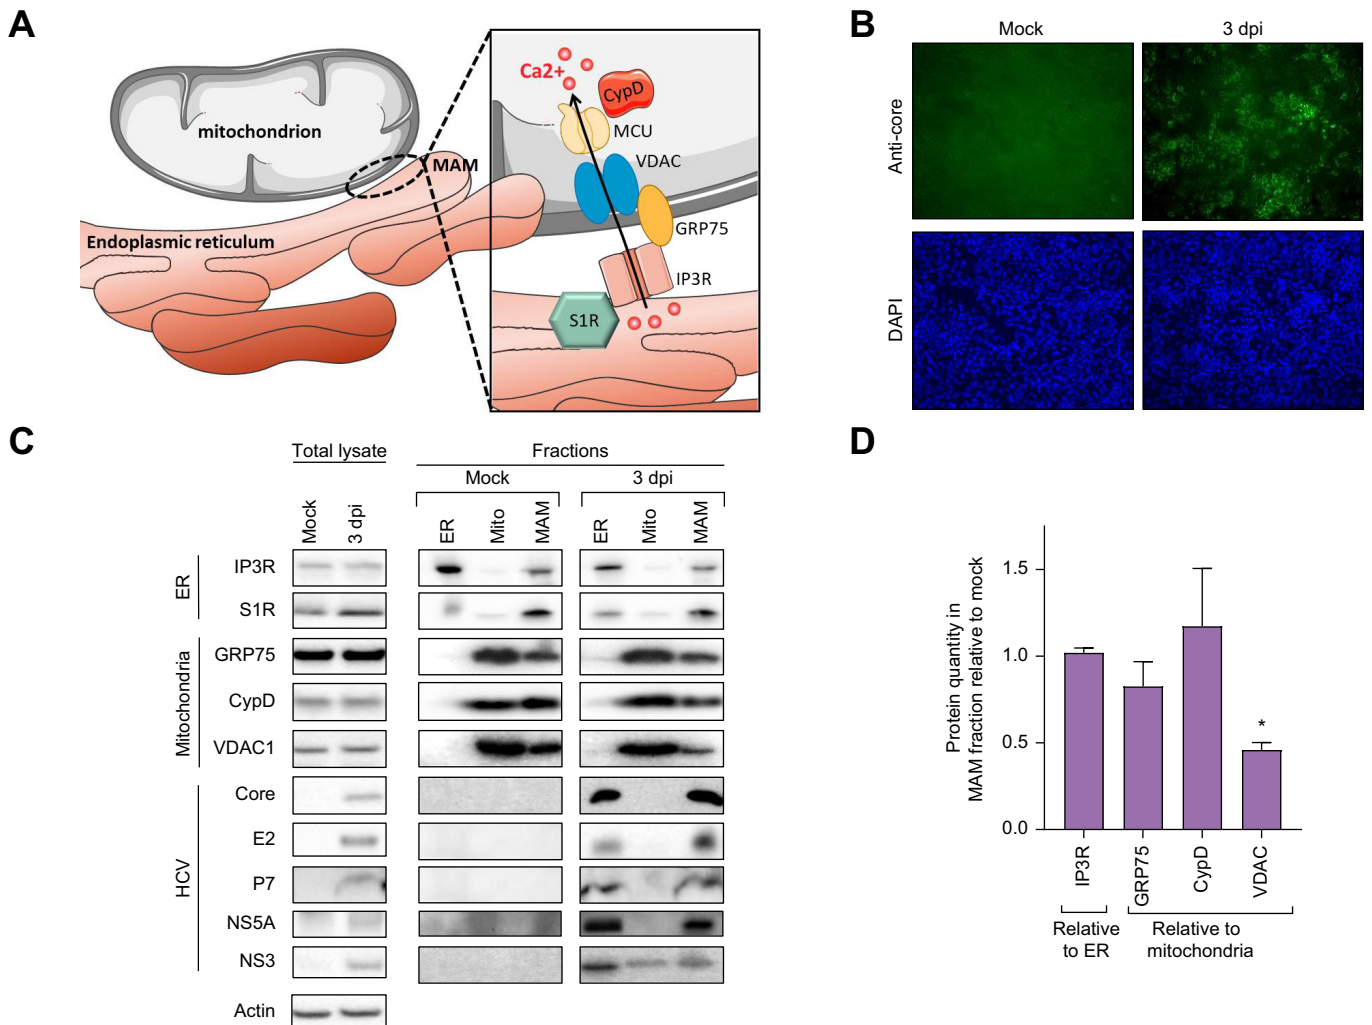 A
mitochondrion
MAM
Endoplasmic reticulum
Ca2+
CypD
MCU
VDAC
GRP75
IP3R
S1R
B
Mock
3 dpi
Anti-core
DAPI
C
Total lysate
Fractions
Mock
3 dpi
Mock
3 dpi
ER
Mito
MAM
ER
Mito
MAM
ER
IP3R
S1R
Mitochondria
GRP75
CypD
VDAC1
HCV
Core
E2
P7
NS5A
NS3
Actin
D
Protein quantity in
MAM fraction relative to mock
1.5
1.0
0.5
0.0
*
IP3R
GRP75
CypD
VDAC
Relative
to ER
Relative to
mitochondria